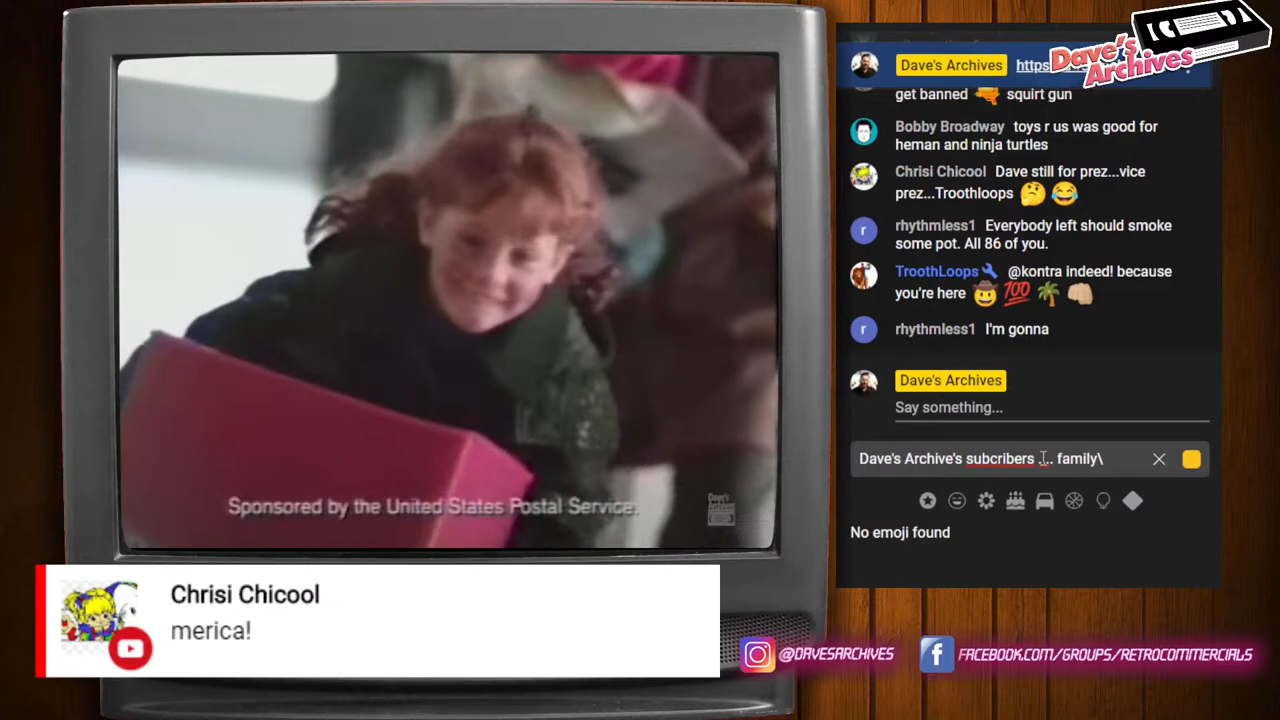 Dave's
Archives
Dave's Archives https
get banned squirt gun
Bobby Broadway toys r us was good for
heman and ninja turtles
Chrisi Chicool Dave still for prez...vice
prez...Troothloops
rhythmless1 Everybody left should smoke
some pot. All 86 of you.
TroothLoops @kontra indeed! because
you're here 🤠 💯 🌴 👊🏼
r rhythmless1 I'm gonna
Dave's Archives
Say something...
Dave's Archive's subcribers ... family\
No emoji found
Sponsored by the United States Postal Service.
Dave's
Archives
Chrisi Chicool
merica!
@DAVESARCHIVES
FACEBOOK.COM/GROUPS/RETROCOMMERCIALS